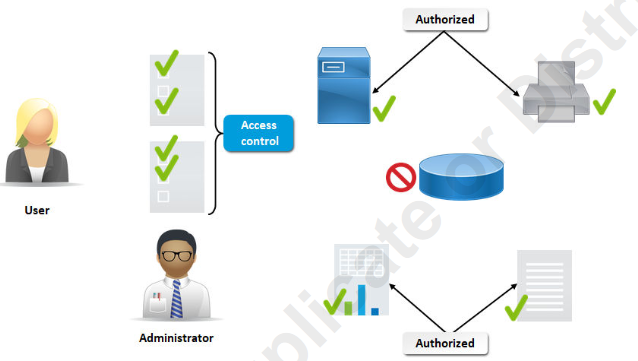 Authorized
Access
control
User
Administrator
Authorized